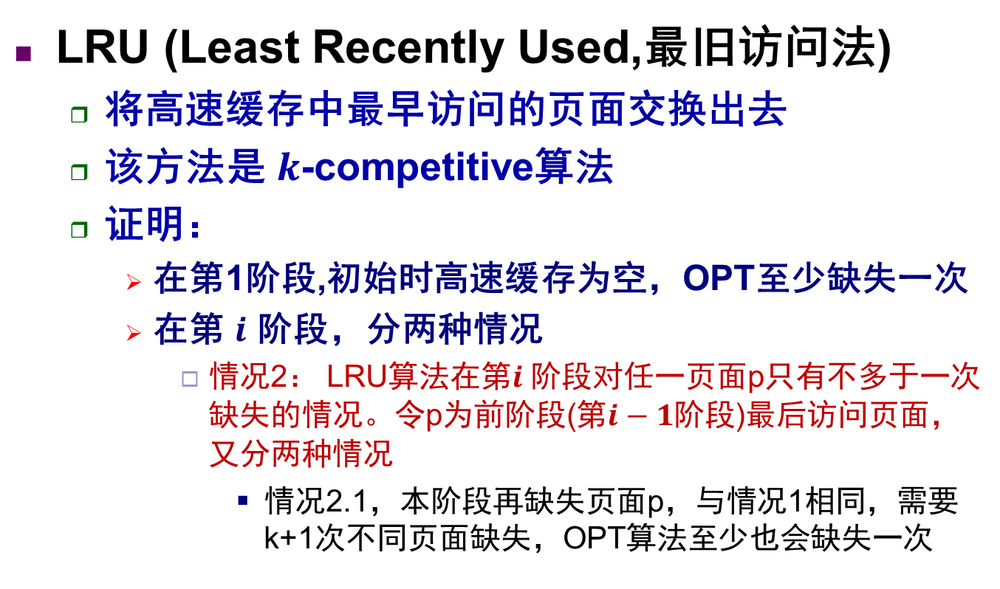 LRU (Least Recently Used,最旧访问法)
将高速缓存中最早访问的页面交换出去
该方法是 k-competitive算法
证明：
在第1阶段,初始时高速缓存为空，OPT至少缺失一次
在第 i 阶段，分两种情况
情况2： LRU算法在第i 阶段对任一页面p只有不多于一次
缺失的情况。令p为前阶段(第i − 1阶段)最后访问页面，
又分两种情况
情况2.1，本阶段再缺失页面p，与情况1相同，需要
k+1次不同页面缺失，OPT算法至少也会缺失一次